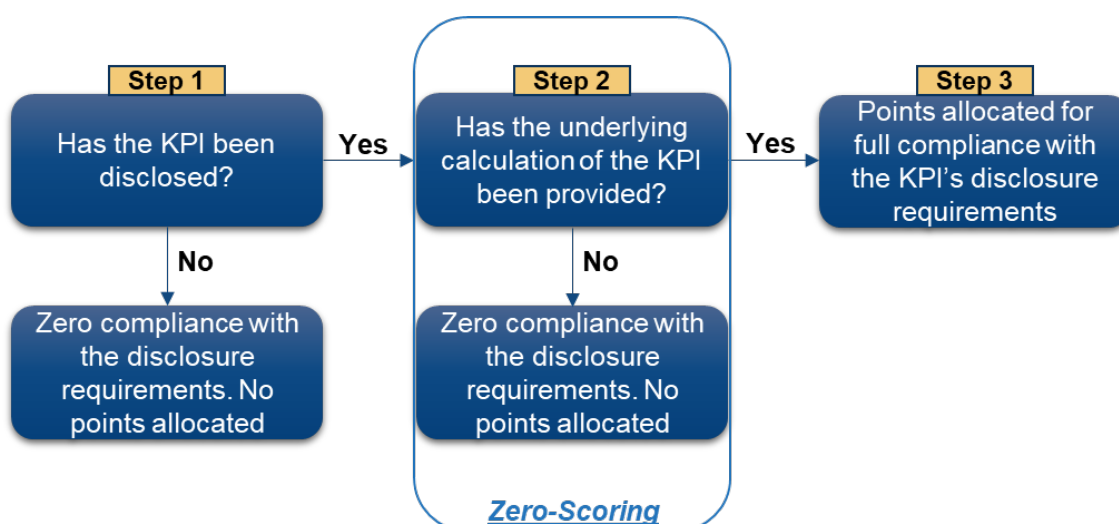 Step 1
Has the KPI been
disclosed?
Yes
No
Zero compliance with
the disclosure
requirements. No
points allocated
Step 2
Has the underlying
calculation of the KPI
been provided?
Yes
No
Zero compliance with
the disclosure
requirements. No
points allocated
Zero-Scoring
Step 3
Points allocated for
full compliance with
the KPI’s disclosure
requirements